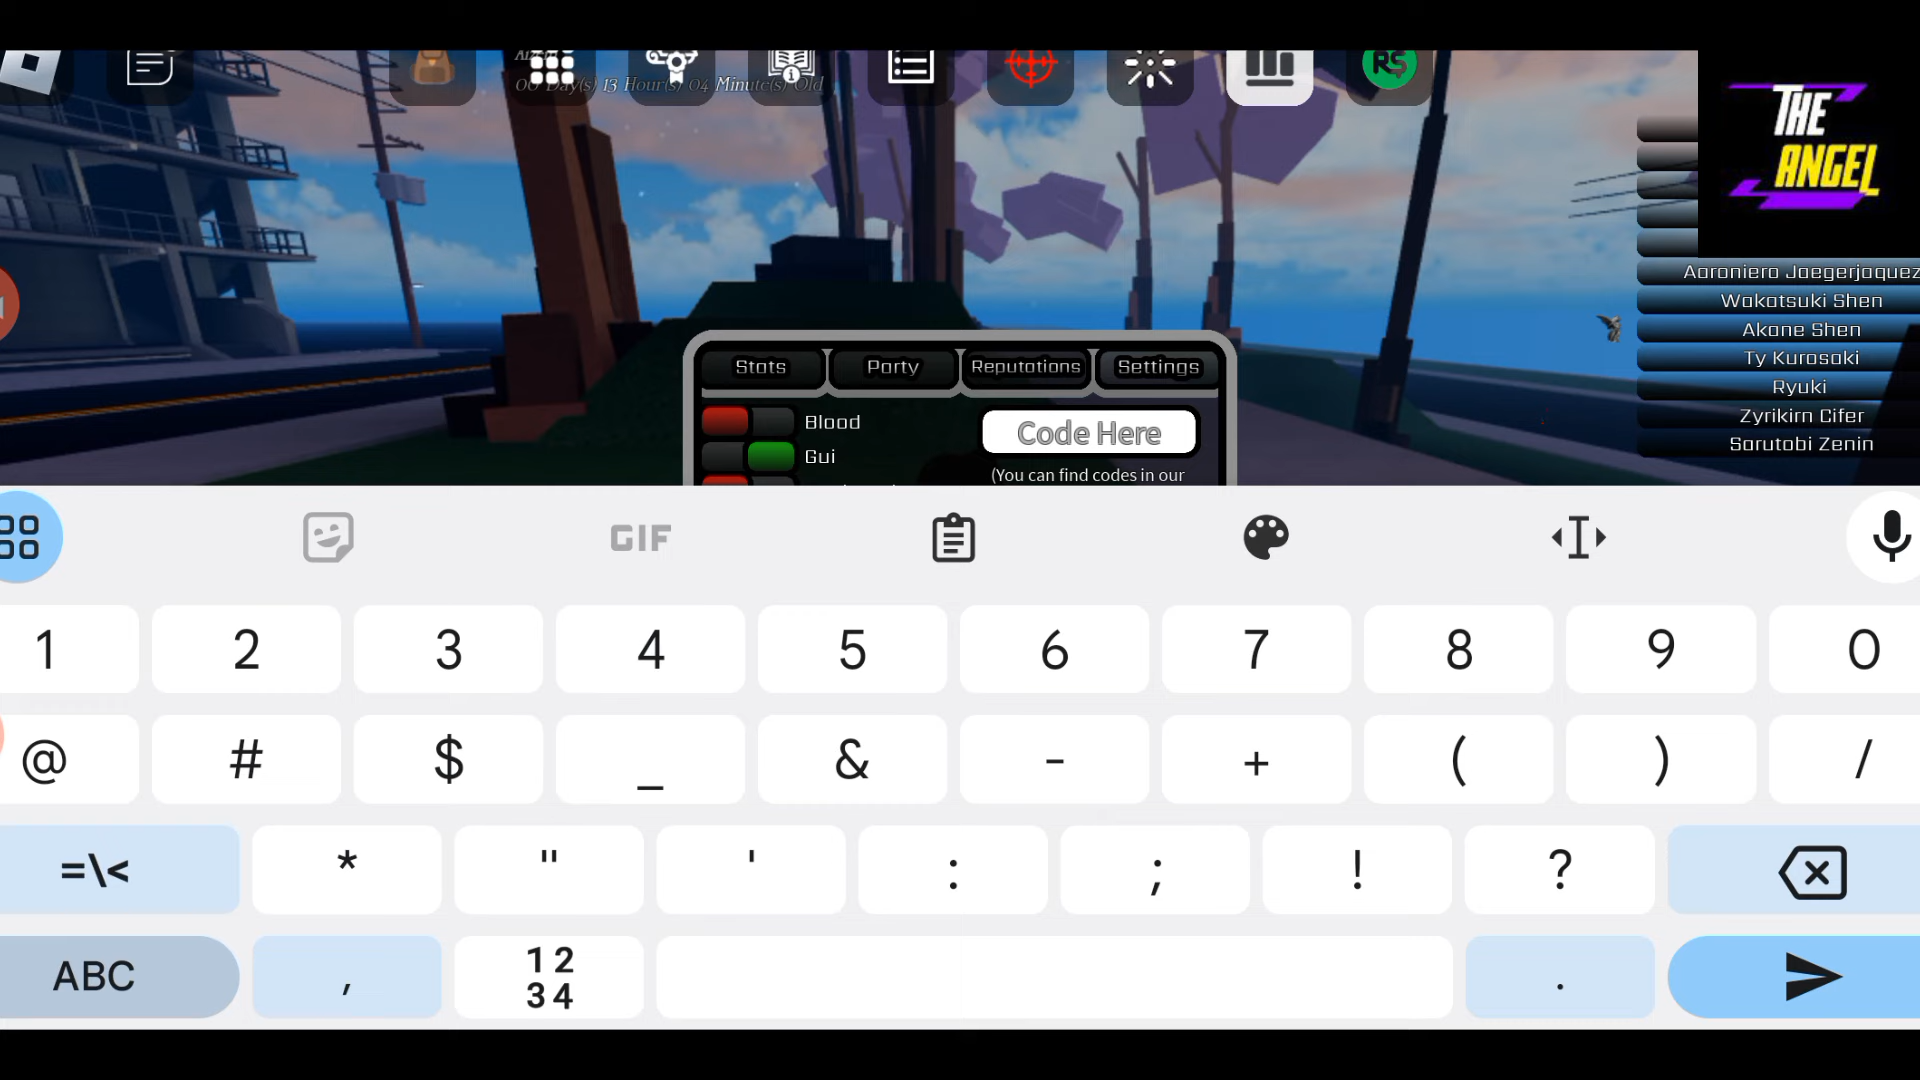 00 Day(s) 13 Hour(s) 04 Minute(s) Old
R$
THE
ANGEL
Aaroniero Jaegerjaquez
Wakatsuki Shen
Akane Shen
Ty Kurosaki
Ryuki
Zyrikirn Cifer
Sarutobi Zenin
Stats Party Reputations Settings
Blood
Code Here
Gui
(You can find codes in our
GIF
1 2 3 4 5 6 7 8 9 0
@ # $ _ & - + ( ) /
=\< * " ' : ; ! ?
ABC , 12 .
34